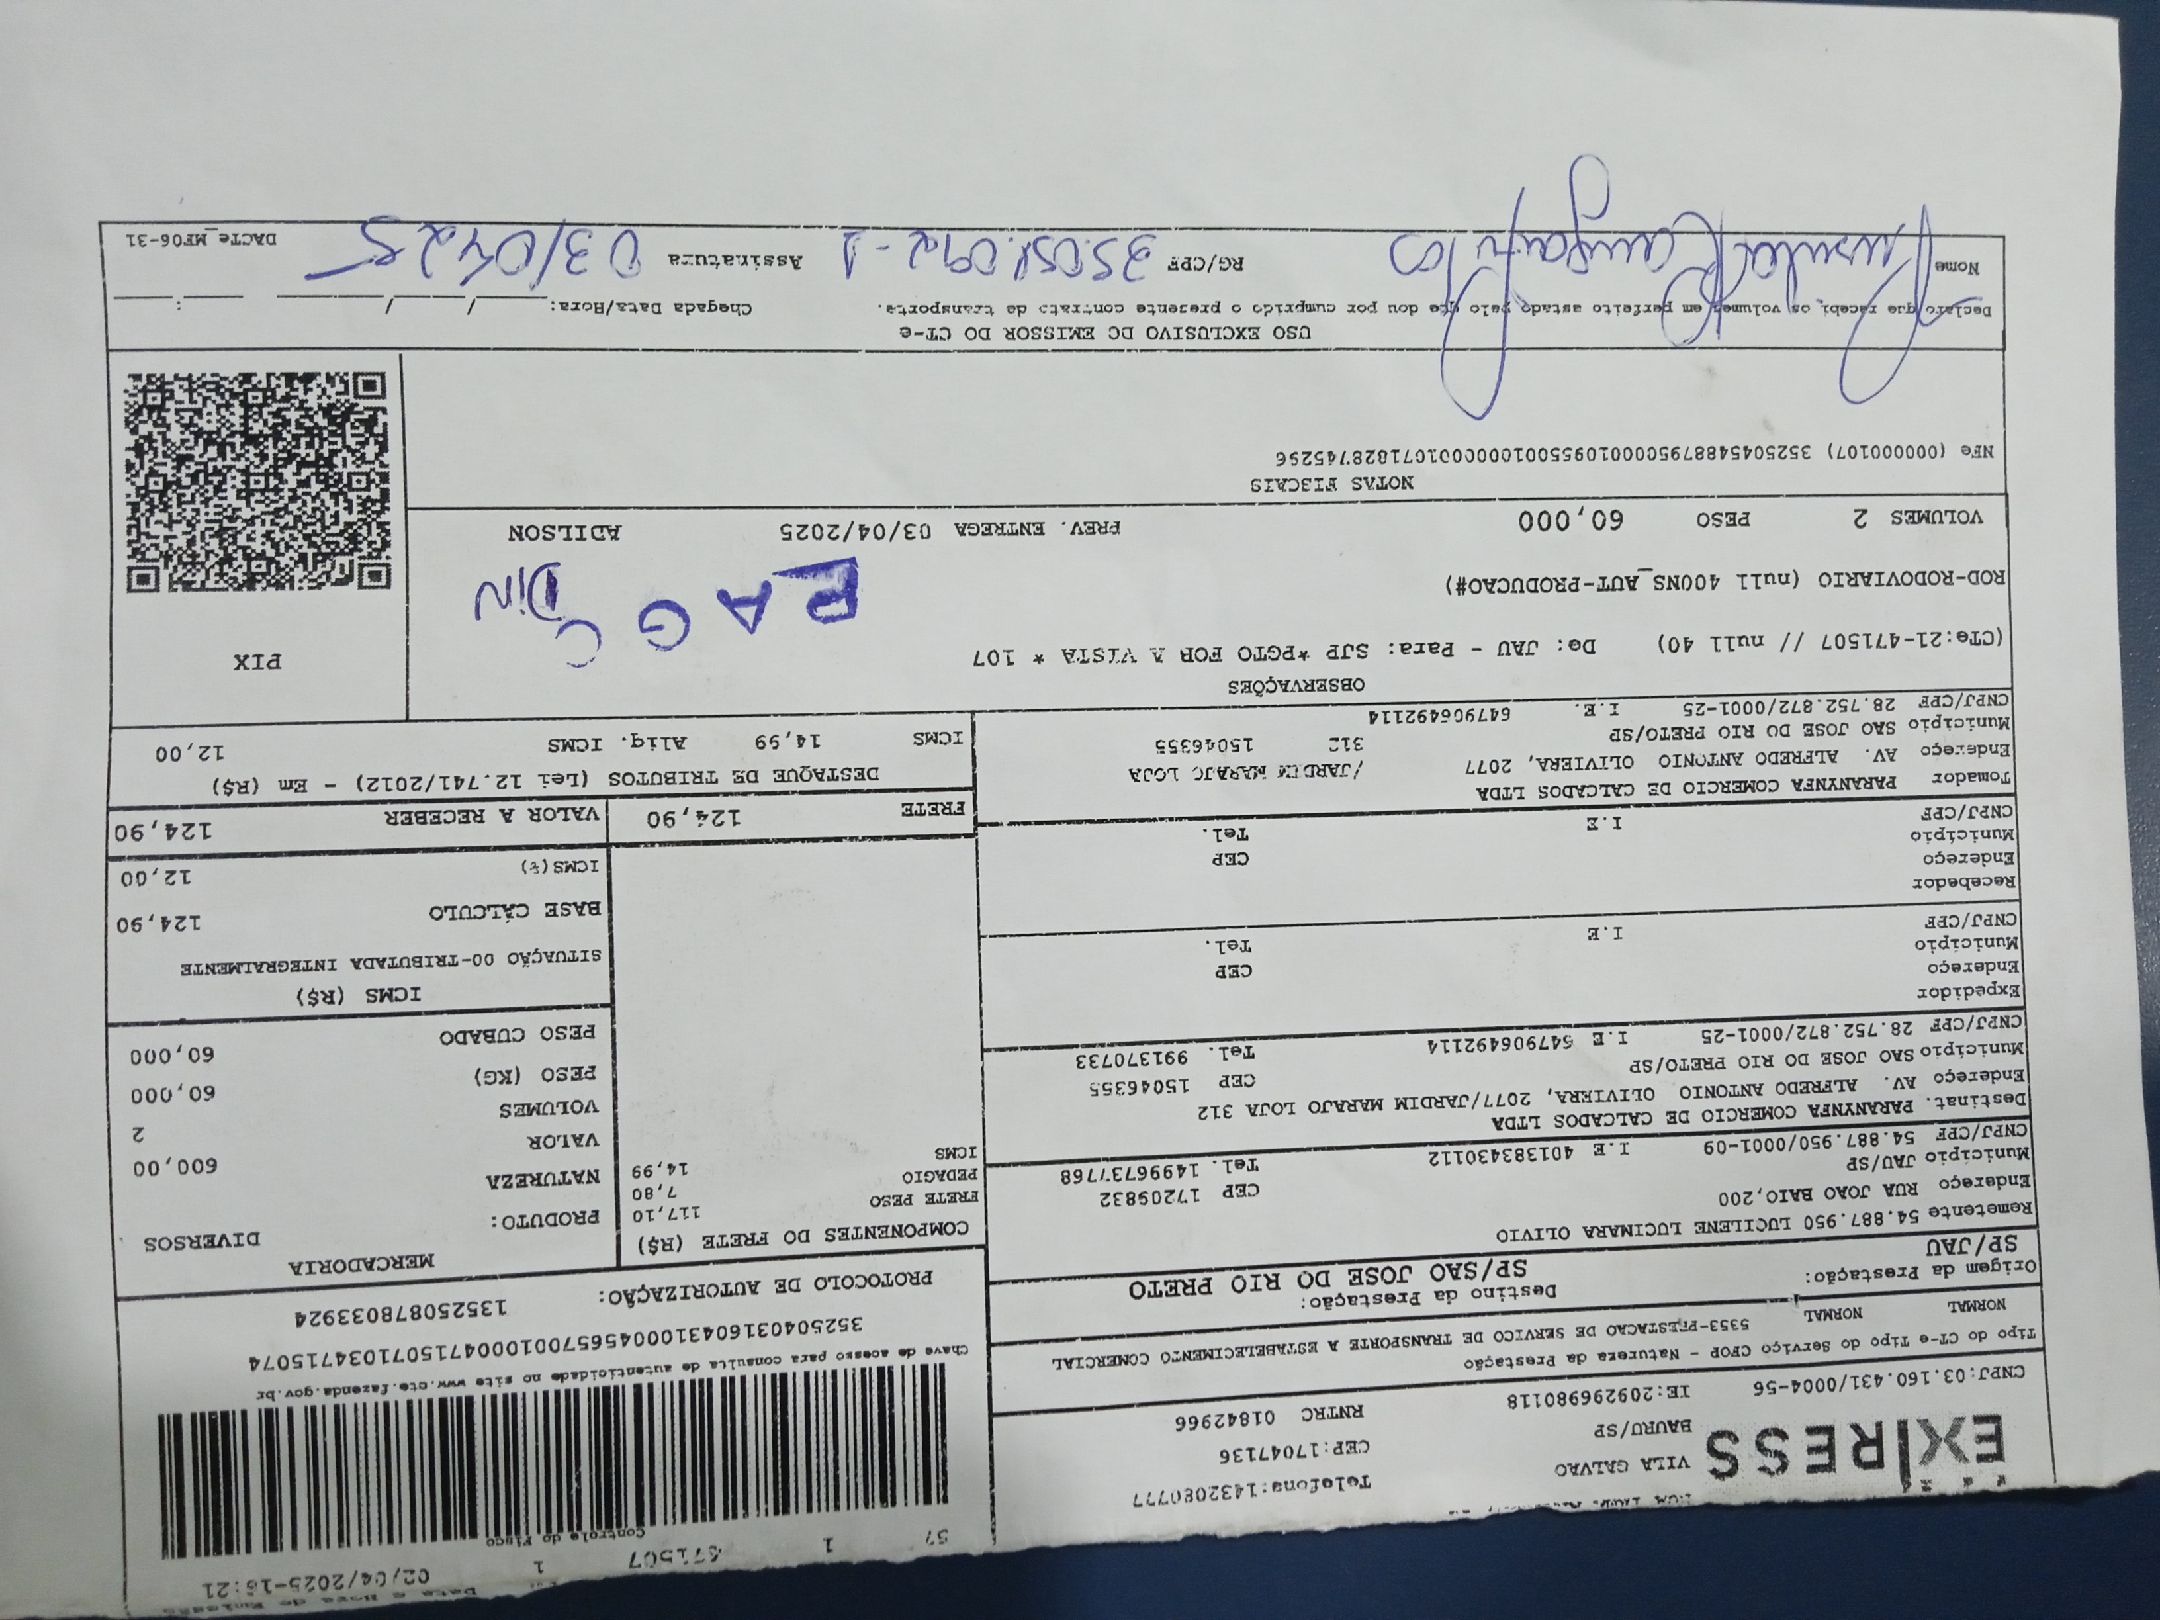 57 1 471507 1 02/04/2025-16:21
Controle do Fisco
EXPRESS
VILA GALVAO
BAURU/SP
Telefone:1432080777
CEP:17047136
CNPJ:03.160.431/0004-56 IE:209296980118 RNTRC 01842966
Chave de acesso para consulta de autenticidade no site www.cte.fazenda.gov.br
35250403160431000456570010004715071034715074
PROTOCOLO DE AUTORIZAÇÃO: 135250878033924
Tipo do CT-e Tipo do Serviço CFOP - Natureza da Prestação
NORMAL NORMAL 5353-PRESTACAO DE SERVICO DE TRANSPORTE A ESTABELECIMENTO COMERCIAL
Origem da Prestação: Destino da Prestação:
SP/JAU SP/SAO JOSE DO RIO PRETO
Remetente 54.887.950 LUCILENE LUCIMARA OLIVIO
Endereço RUA JOAO BAIO,200 CEP 17209832
Município JAU/SP Tel. 14996737768
CNPJ/CPF 54.887.950/0001-09 I.E 401383430112
Destinat. PARANYNFA COMERCIO DE CALCADOS LTDA
Endereço AV. ALFREDO ANTONIO OLIVIERA, 2077/JARDIM MARAJO LOJA 312
Município SAO JOSE DO RIO PRETO/SP CEP 15046355
CNPJ/CPF 28.752.872/0001-25 I.E 647906492114 Tel. 991370733
Expedidor
Endereço CEP
Município Tel.
CNPJ/CPF I.E
Recebedor
Endereço CEP
Município Tel.
CNPJ/CPF I.E
Tomador PARANYNFA COMERCIO DE CALCADOS LTDA
Endereço AV. ALFREDO ANTONIO OLIVIERA, 2077 /JARDIM MARAJO LOJA
Município SAO JOSE DO RIO PRETO/SP 312 15046355
CNPJ/CPF 28.752.872/0001-25 I.E. 647906492114
COMPONENTES DO FRETE (R$)
FRETE PESO 117,10
PEDAGIO 7,80
ICMS 14,99
MERCADORIA
PRODUTO: DIVERSOS
NATUREZA
VALOR 600,00
VOLUMES 2
PESO (KG) 60,000
PESO CUBADO 60,000
ICMS (R$)
SITUAÇÃO 00-TRIBUTADA INTEGRALMENTE
BASE CÁLCULO 124,90
ICMS(%) 12,00
FRETE 124,90 VALOR A RECEBER 124,90
DESTAQUE DE TRIBUTOS (Lei 12.741/2012) - Em (R$)
ICMS 14,99 Aliq. ICMS 12,00
OBSERVAÇÕES
(CTe:21-471507 // null 40) De: JAU - Para: SJP *PGTO FOR A VISTA * 107
PIX
ROD-RODOVIARIO (null 400NS_AUT-PRODUCAO#)
PAG C
DIN
VOLUMES 2 PESO 60,000 PREV. ENTREGA 03/04/2025 ADILSON
NOTAS FISCAIS
NFe (000000107) 35250454887950000109550010000001071828745296
USO EXCLUSIVO DO EMISSOR DO CT-e
Declaro que recebi os volumes em perfeito estado pelo que dou por cumprido o presente contrato de transporte. Chegada Data/Hora: __/__/____ __:__
Nome RG/CPF 35.058.092-1 Assinatura 03/04/25
DACTe_MF06-31